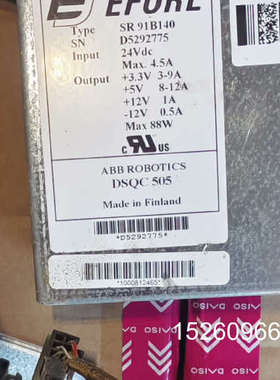 EFORE
Type SR 91B140
SN D5292775
Input 24Vdc
Max. 4.5A
Output +3.3V 3-9A
+5V 8-12A
+12V 1A
-12V 0.5A
Max 88W
c RU us
ABB ROBOTICS
DSQC 505
Made in Finland
*D5292775*
*1000812465*
15260966